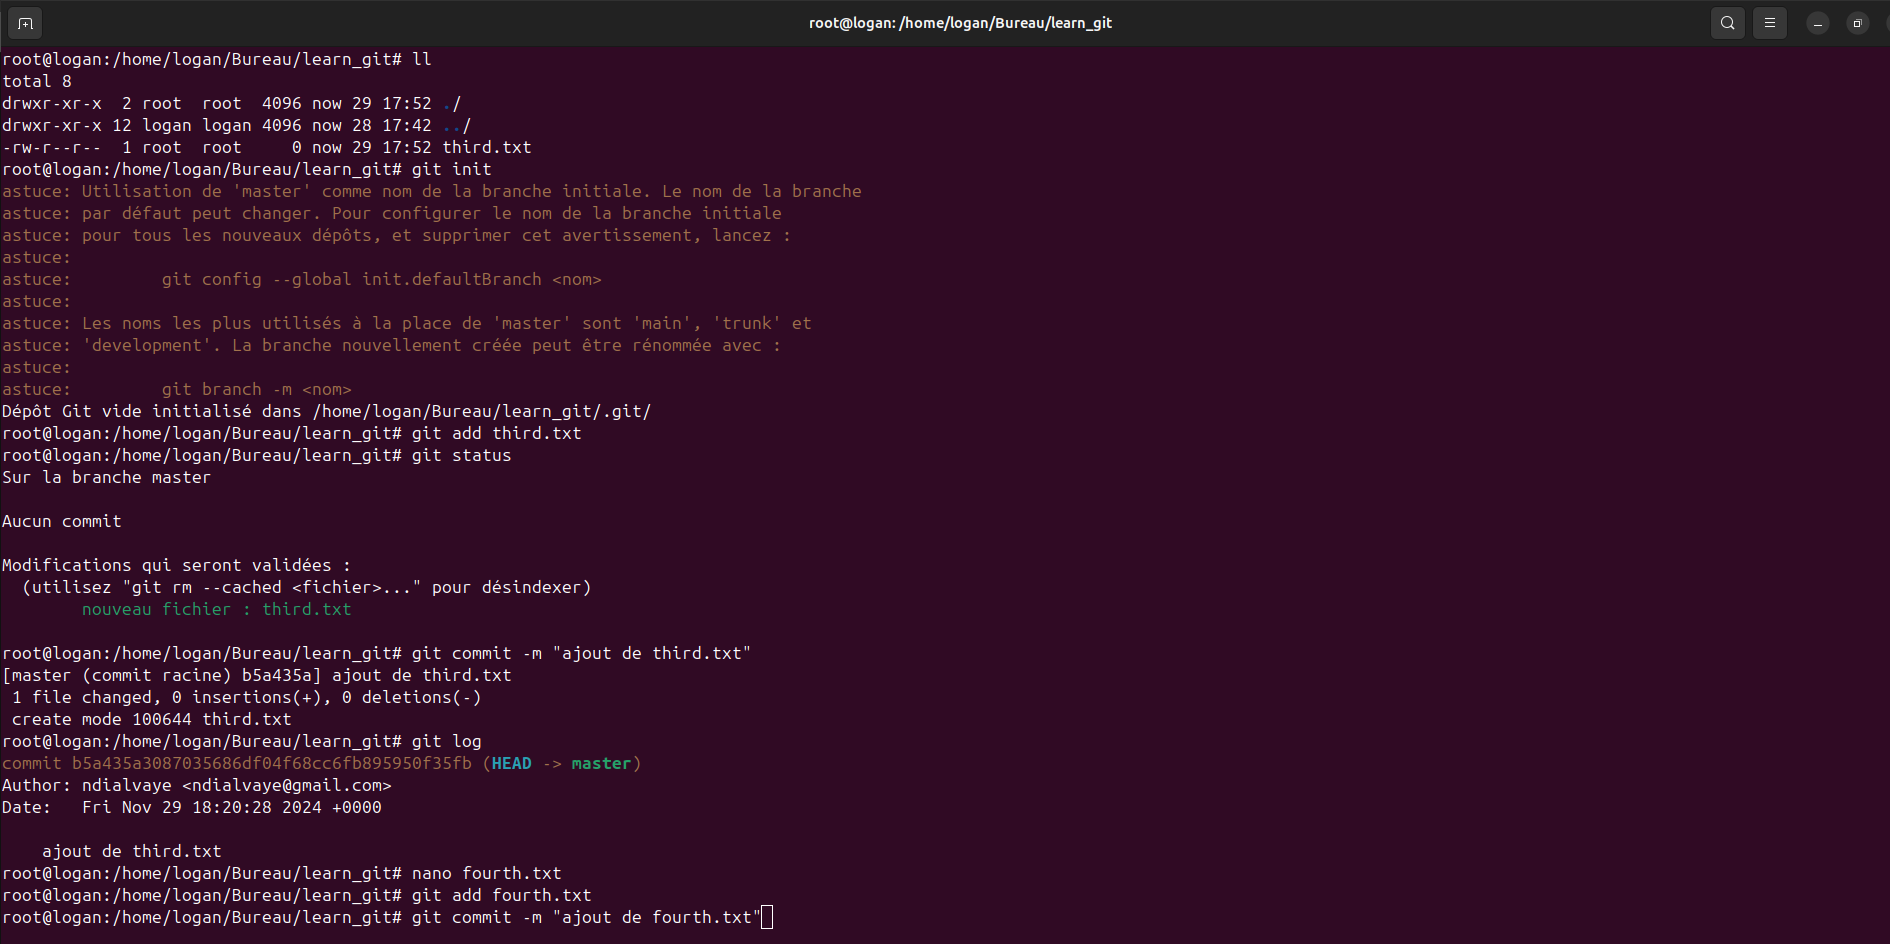 root@logan: /home/logan/Bureau/learn_git
root@logan:/home/logan/Bureau/learn_git# ll
total 8
drwxr-xr-x  2 root  root  4096 now 29 17:52 ./
drwxr-xr-x 12 logan logan 4096 now 28 17:42 ../
-rw-r--r--  1 root  root     0 now 29 17:52 third.txt
root@logan:/home/logan/Bureau/learn_git# git init
astuce: Utilisation de 'master' comme nom de la branche initiale. Le nom de la branche
astuce: par défaut peut changer. Pour configurer le nom de la branche initiale
astuce: pour tous les nouveaux dépôts, et supprimer cet avertissement, lancez :
astuce:
astuce:         git config --global init.defaultBranch <nom>
astuce:
astuce: Les noms les plus utilisés à la place de 'master' sont 'main', 'trunk' et
astuce: 'development'. La branche nouvellement créée peut être rénommée avec :
astuce:
astuce:         git branch -m <nom>
Dépôt Git vide initialisé dans /home/logan/Bureau/learn_git/.git/
root@logan:/home/logan/Bureau/learn_git# git add third.txt
root@logan:/home/logan/Bureau/learn_git# git status
Sur la branche master
Aucun commit
Modifications qui seront validées :
  (utilisez "git rm --cached <fichier>..." pour désindexer)
        nouveau fichier : third.txt
root@logan:/home/logan/Bureau/learn_git# git commit -m "ajout de third.txt"
[master (commit racine) b5a435a] ajout de third.txt
 1 file changed, 0 insertions(+), 0 deletions(-)
 create mode 100644 third.txt
root@logan:/home/logan/Bureau/learn_git# git log
commit b5a435a3087035686df04f68cc6fb895950f35fb (HEAD -> master)
Author: ndialvaye <ndialvaye@gmail.com>
Date:   Fri Nov 29 18:20:28 2024 +0000
    ajout de third.txt
root@logan:/home/logan/Bureau/learn_git# nano fourth.txt
root@logan:/home/logan/Bureau/learn_git# git add fourth.txt
root@logan:/home/logan/Bureau/learn_git# git commit -m "ajout de fourth.txt"